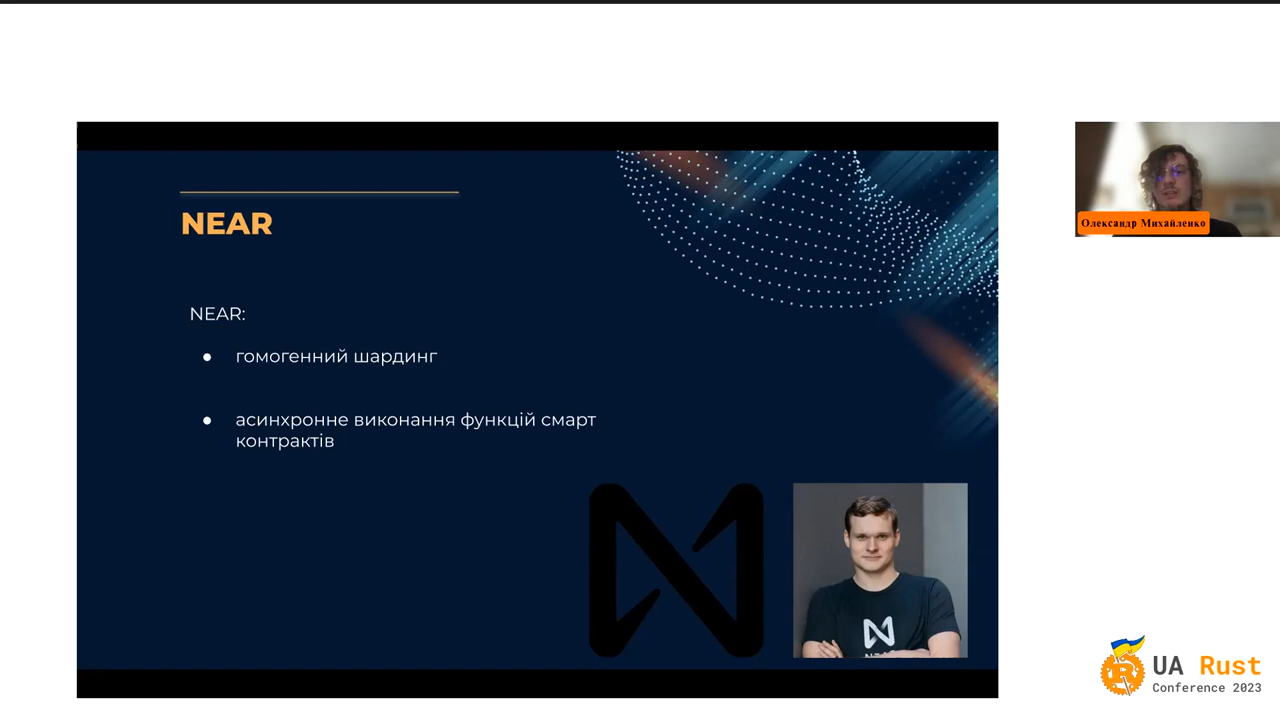 NEAR
NEAR:
● гомогенний шардинг
● асинхронне виконання функцій смарт
контрактів
Олександр Михайленко
UA Rust
Conference 2023